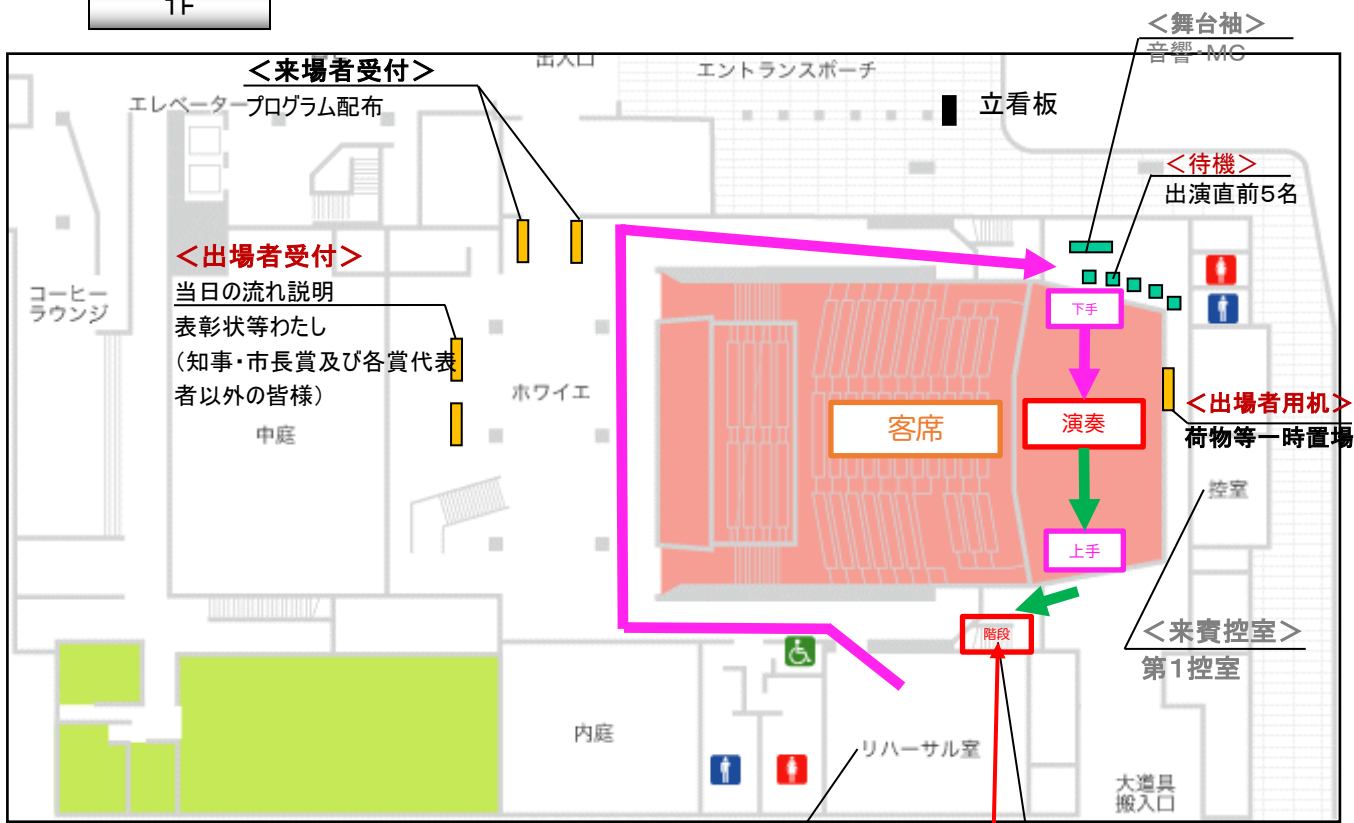 1F
＜舞台袖＞
音響・MC
＜来場者受付＞
プログラム配布
エレベーター
出入口
エントランスポーチ
立看板
＜待機＞
出演直前5名
＜出場者受付＞
当日の流れ説明
表彰状等わたし
（知事・市長賞及び各賞代表
者以外の皆様）
コーヒー
ラウンジ
中庭
ホワイエ
下手
客席
演奏
上手
＜出場者用机＞
荷物等一時置場
控室
階段
＜来賓控室＞
第1控室
内庭
リハーサル室
大道具
搬入口